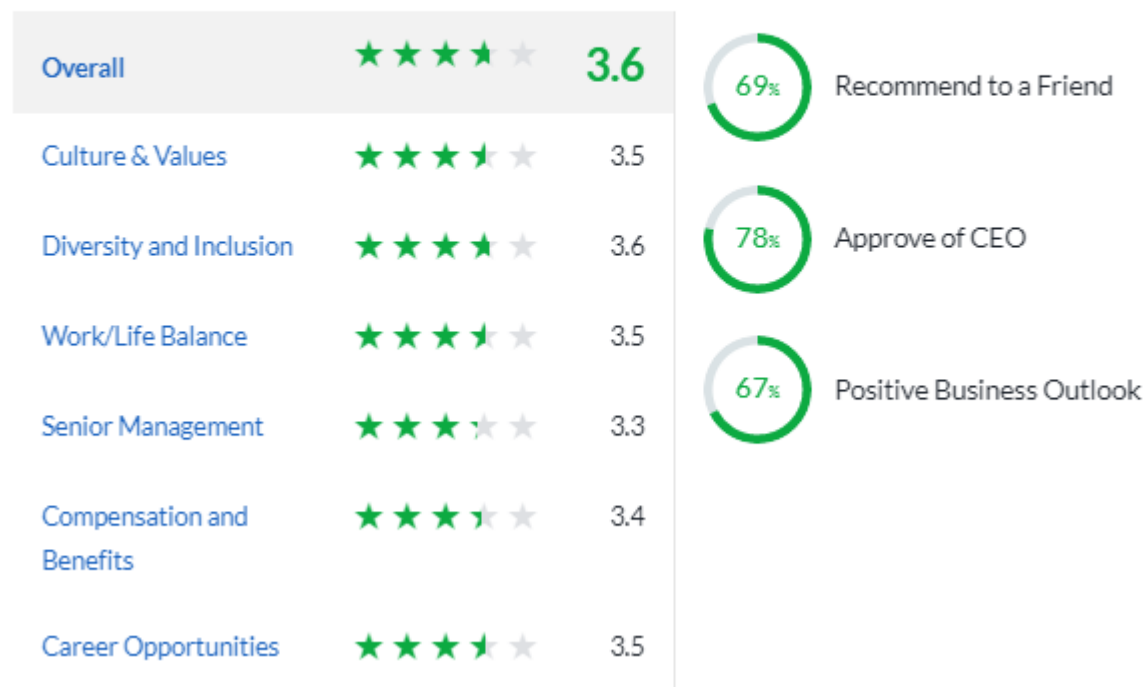 Overall 3.6
Culture & Values 3.5
Diversity and Inclusion 3.6
Work/Life Balance 3.5
Senior Management 3.3
Compensation and 3.4
Benefits
Career Opportunities 3.5
69% Recommend to a Friend
78% Approve of CEO
67% Positive Business Outlook